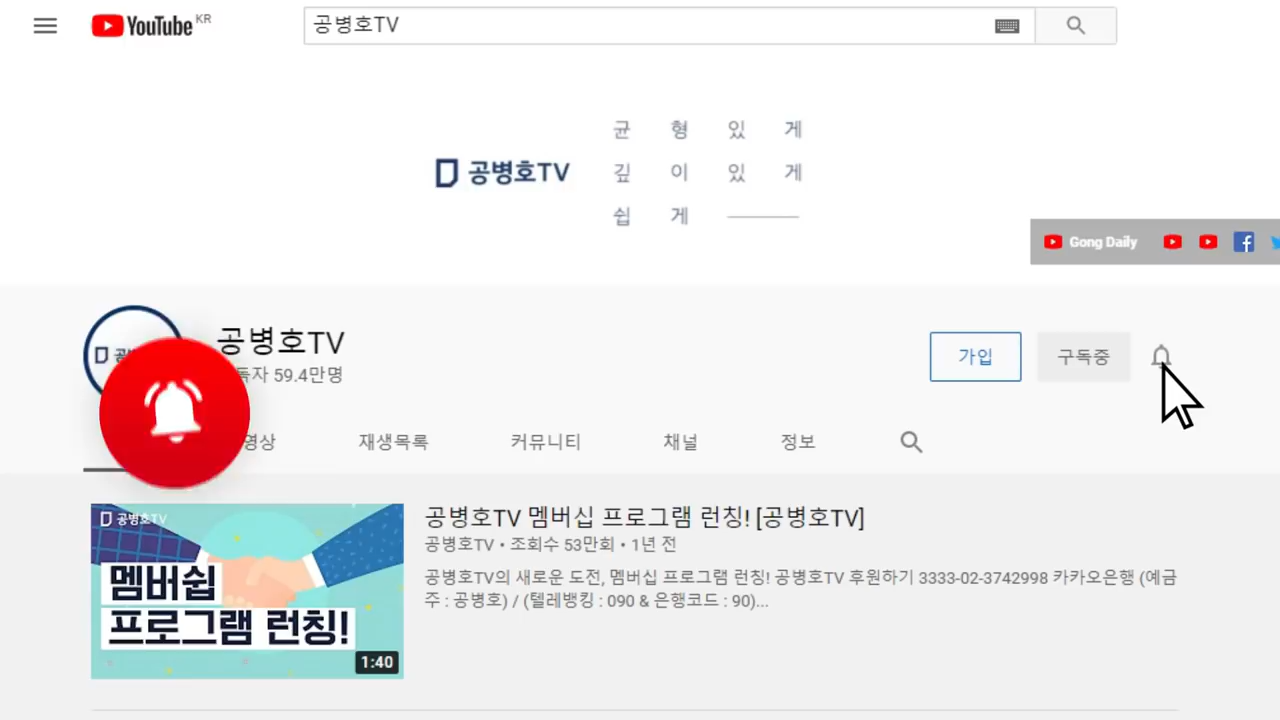 YouTube KR
공병호TV
균형있게
공병호TV 깊이있게
쉽게
Gong Daily
공병호TV
독자 59.4만명
가입
구독중
영상 재생목록 커뮤니티 채널 정보
공병호TV
멤버쉽
프로그램 런칭!
1:40
공병호TV 멤버십 프로그램 런칭! [공병호TV]
공병호TV • 조회수 53만회 • 1년 전
공병호TV의 새로운 도전, 멤버십 프로그램 런칭! 공병호TV 후원하기 3333-02-3742998 카카오은행 (예금
주 : 공병호) / (텔레뱅킹 : 090 & 은행코드 : 90)...